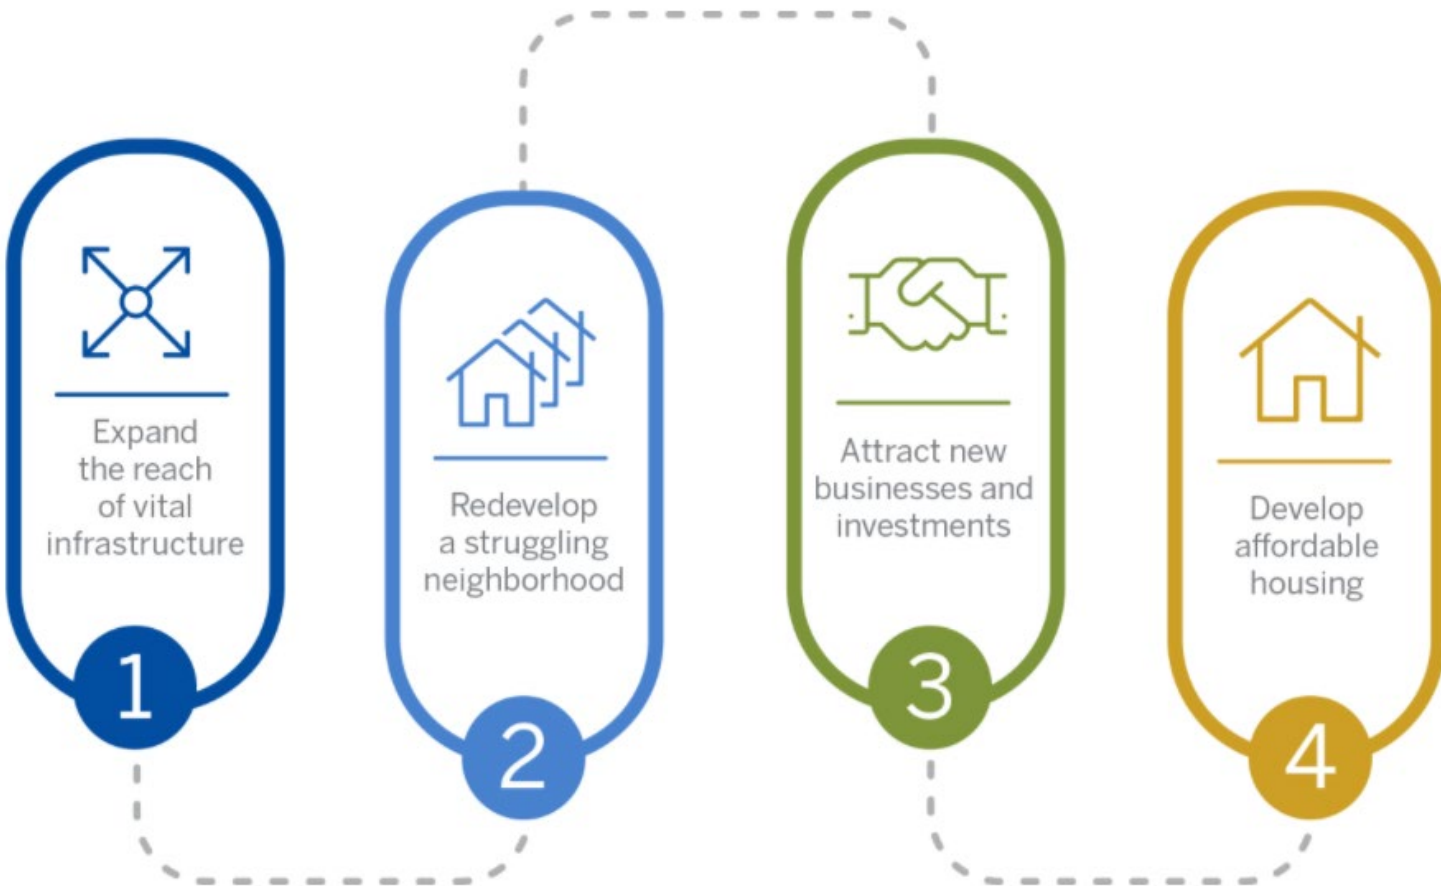 Expand
the reach
of vital
infrastructure
1
Redevelop
a struggling
neighborhood
2
Attract new
businesses and
investments
3
Develop
affordable
housing
4